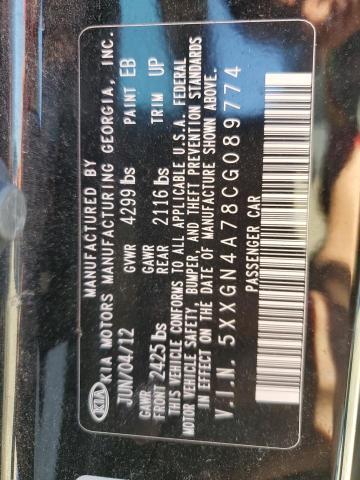 MANUFACTURED BY
KIA KIA MOTORS MANUFACTURING GEORGIA, INC.
JUN/04/12 GVWR 4299 lbs PAINT EB
GAWR FRONT 2425 lbs GAWR REAR 2116 lbs TRIM UP
THIS VEHICLE CONFORMS TO ALL APPLICABLE U.S.A. FEDERAL
MOTOR VEHICLE SAFETY, BUMPER, AND THEFT PREVENTION STANDARDS
IN EFFECT ON THE DATE OF MANUFACTURE SHOWN ABOVE.
V.I.N. 5XXGN4A78CG089774
PASSENGER CAR